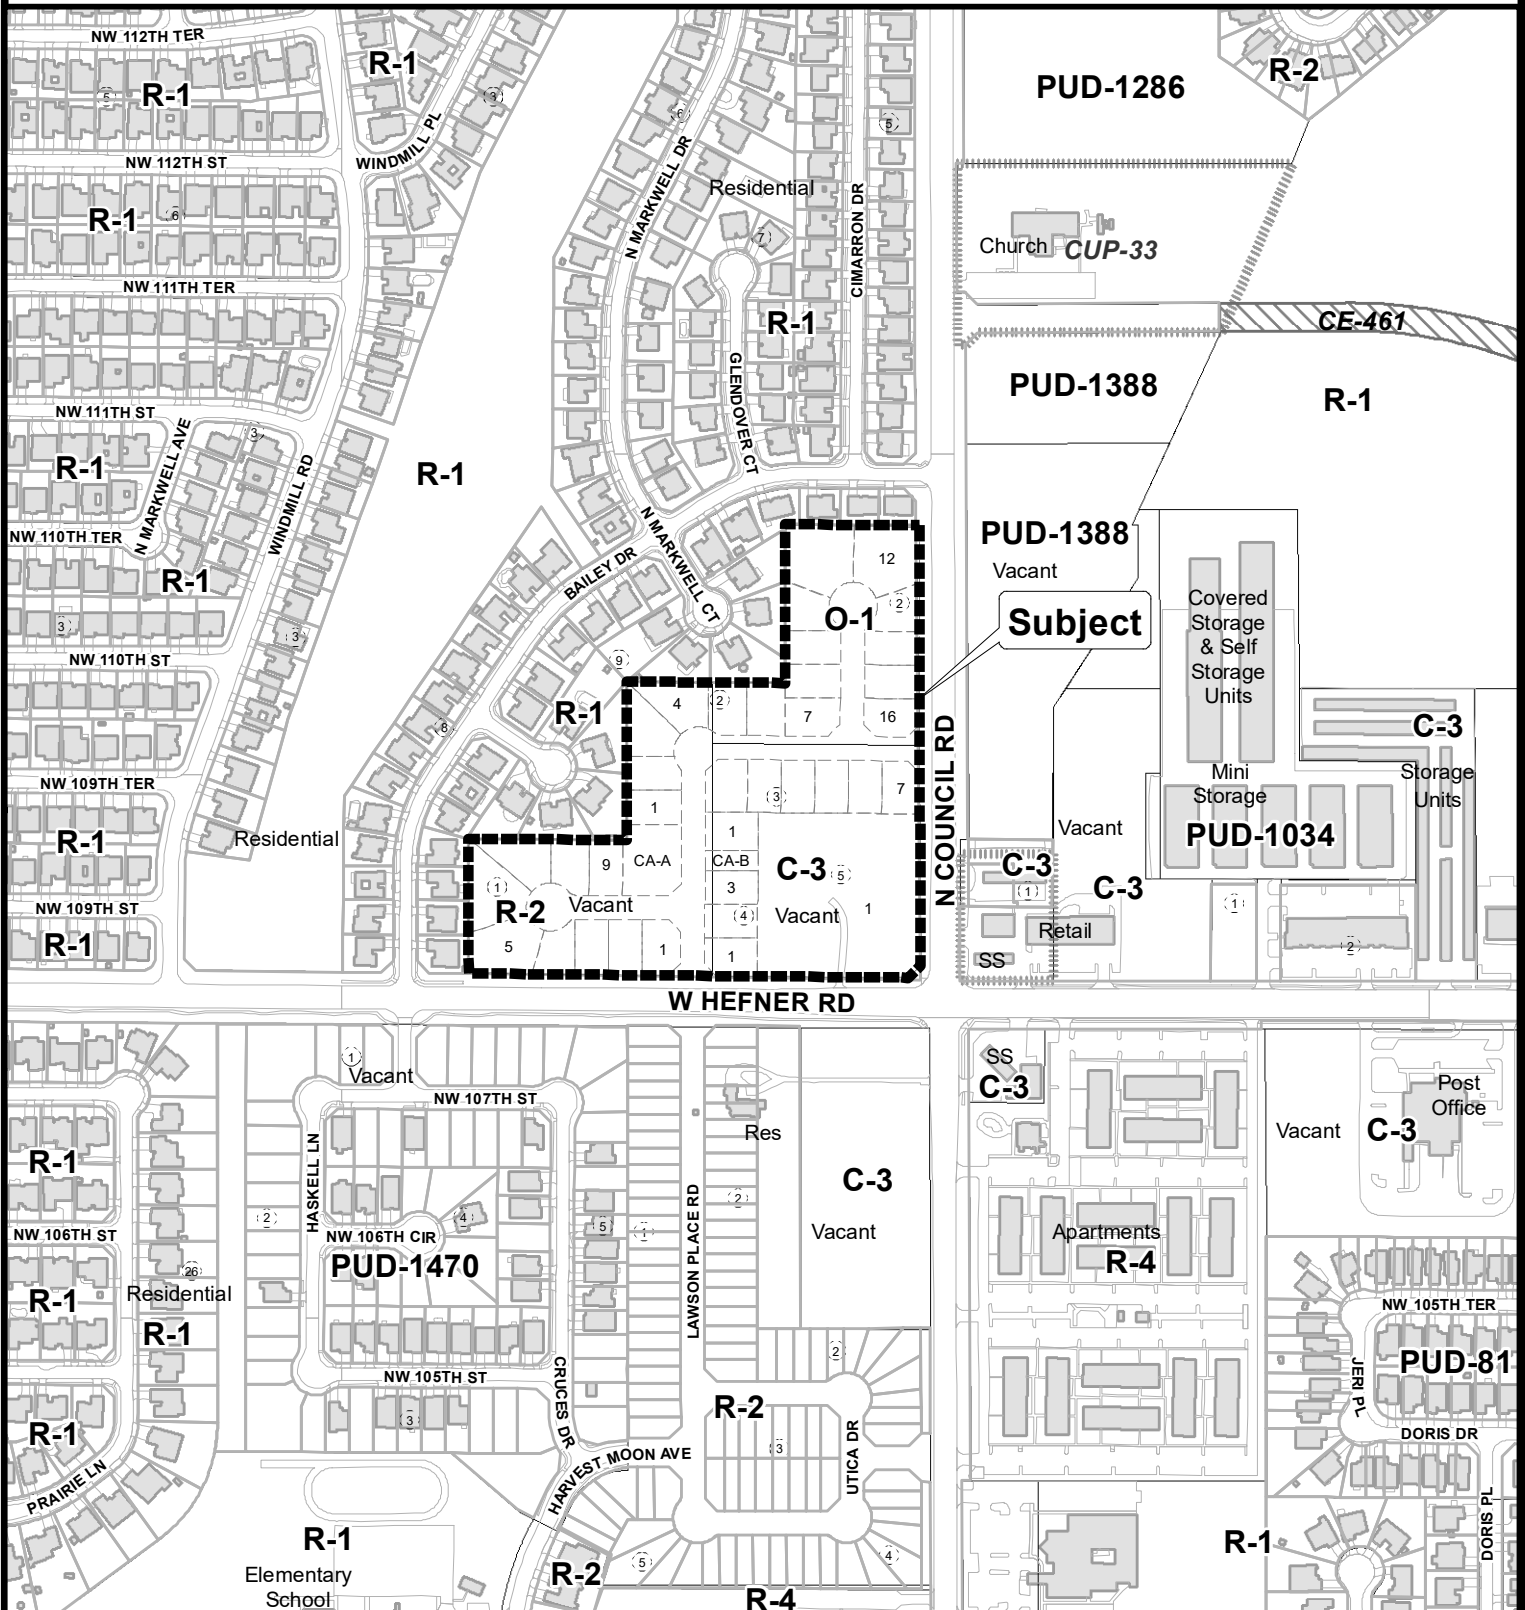 NW 112TH TER
R-1
R-1
5
3
WINDMILL PL
NW 112TH ST
R-1
6
NW 111TH TER
NW 111TH ST
R-1
N MARKWELL AVE
3
WINDMILL RD
NW 110TH TER
R-1
3
3
NW 110TH ST
NW 109TH TER
R-1
NW 109TH ST
R-1
Residential
R-1
6
N MARKWELL DR
Residential
7
CIMARRON DR
5
R-1
GLENDOVER CT
N MARKWELL CT
BAILEY DR
9
R-1
8
PUD-1286
R-2
Church
CUP-33
CE-461
PUD-1388
R-1
PUD-1388
Vacant
Subject
12
2
O-1
4
2
7
16
1
3
7
1
CA-A
CA-B
9
C-3
5
3
1
R-2
Vacant
4
Vacant
1
5
1
1
N COUNCIL RD
Covered
Storage
& Self
Storage
Units
C-3
Mini
Storage
Storage
Units
PUD-1034
Vacant
C-3
1
C-3
1
Retail
SS
2
W HEFNER RD
1
Vacant
NW 107TH ST
R-1
HASKELL LN
2
NW 106TH ST
NW 106TH CIR
4
PUD-1470
5
1
26
Residential
R-1
R-1
LAWSON PLACE RD
Res
2
C-3
Vacant
SS
C-3
Vacant
Post
Office
C-3
Apartments
R-4
NW 105TH TER
PUD-81
JERI PL
DORIS DR
DORIS PL
NW 105TH ST
3
CRUCES DR
R-1
PRAIRIE LN
HARVEST MOON AVE
R-2
2
3
UTICA DR
R-1
Elementary
School
R-2
5
4
R-4
R-1